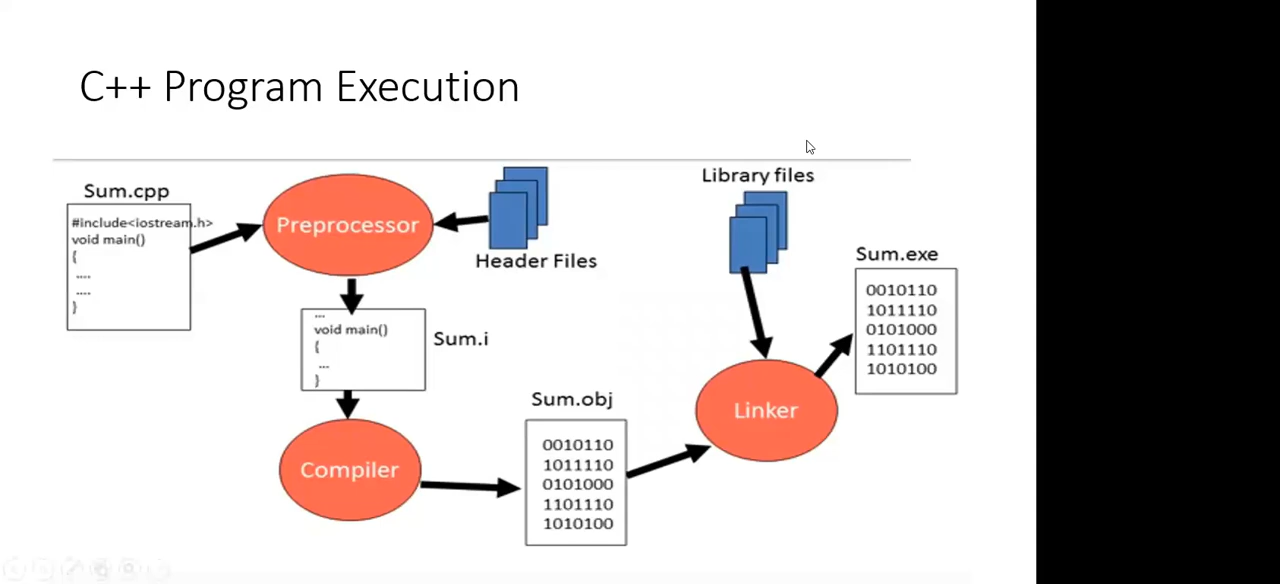 C++ Program Execution
Sum.cpp
#include<iostream.h>
void main()
{
....
....
}
Preprocessor
Header Files
...
void main()
{
...
}
Sum.i
Compiler
Sum.obj
0010110
1011110
0101000
1101110
1010100
Library files
Linker
Sum.exe
0010110
1011110
0101000
1101110
1010100